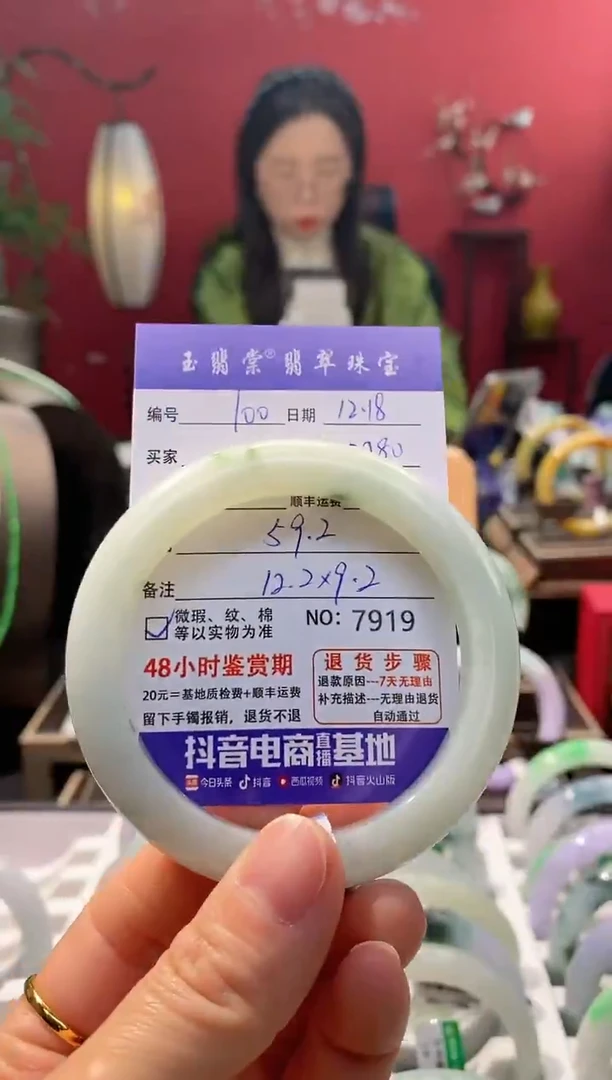 玉翡棠® 翡翠珠宝
编号 100 日期 12.18
买家
顺丰运费
59.2
备注 12.2×9.2
微瑕、纹、棉
等以实物为准
NO: 7919
48小时鉴赏期
20元=基地质检费+顺丰运费
留下手镯报销，退货不退
退货步骤
退款原因---7天无理由
补充描述---无理由退货
自动通过
抖音电商直播基地
今日头条 抖音 西瓜视频 抖音火山版